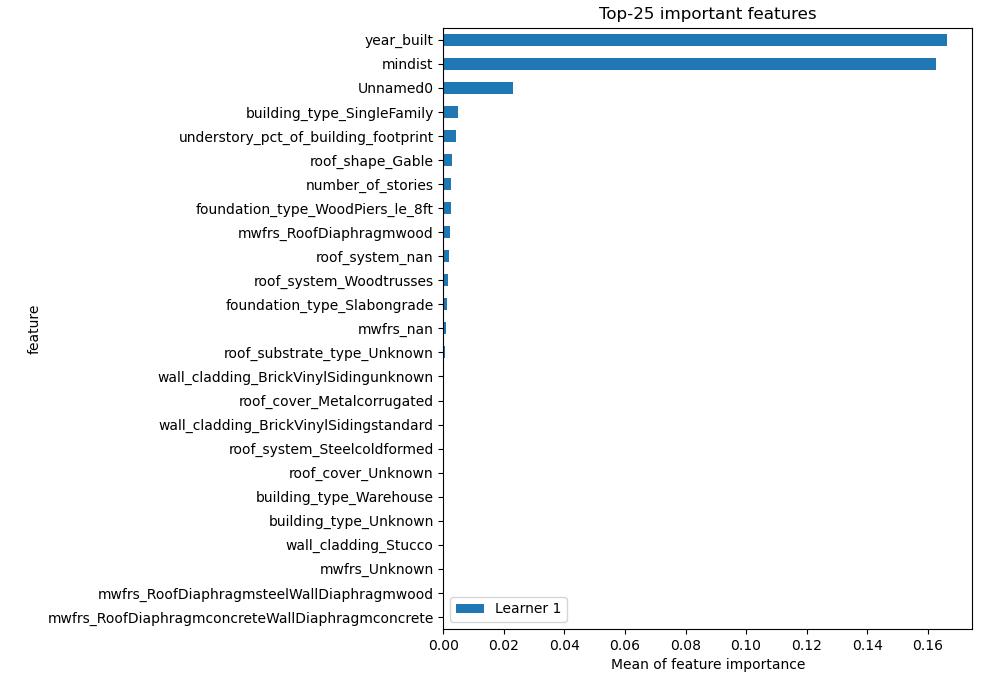 Top-25 important features
year_built
mindist
Unnamed0
building_type_SingleFamily
understory_pct_of_building_footprint
roof_shape_Gable
number_of_stories
foundation_type_WoodPiers_le_8ft
mwfrs_RoofDiaphragmwood
roof_system_nan
roof_system_Woodtrusses
foundation_type_Slabongrade
mwfrs_nan
roof_substrate_type_Unknown
wall_cladding_BrickVinylSidingunknown
roof_cover_Metalcorrugated
wall_cladding_BrickVinylSidingstandard
roof_system_Steelcoldformed
roof_cover_Unknown
building_type_Warehouse
building_type_Unknown
wall_cladding_Stucco
mwfrs_Unknown
mwfrs_RoofDiaphragmsteelWallDiaphragmwood
mwfrs_RoofDiaphragmconcreteWallDiaphragmconcrete
feature
Learner 1
0.00 0.02 0.04 0.06 0.08 0.10 0.12 0.14 0.16
Mean of feature importance